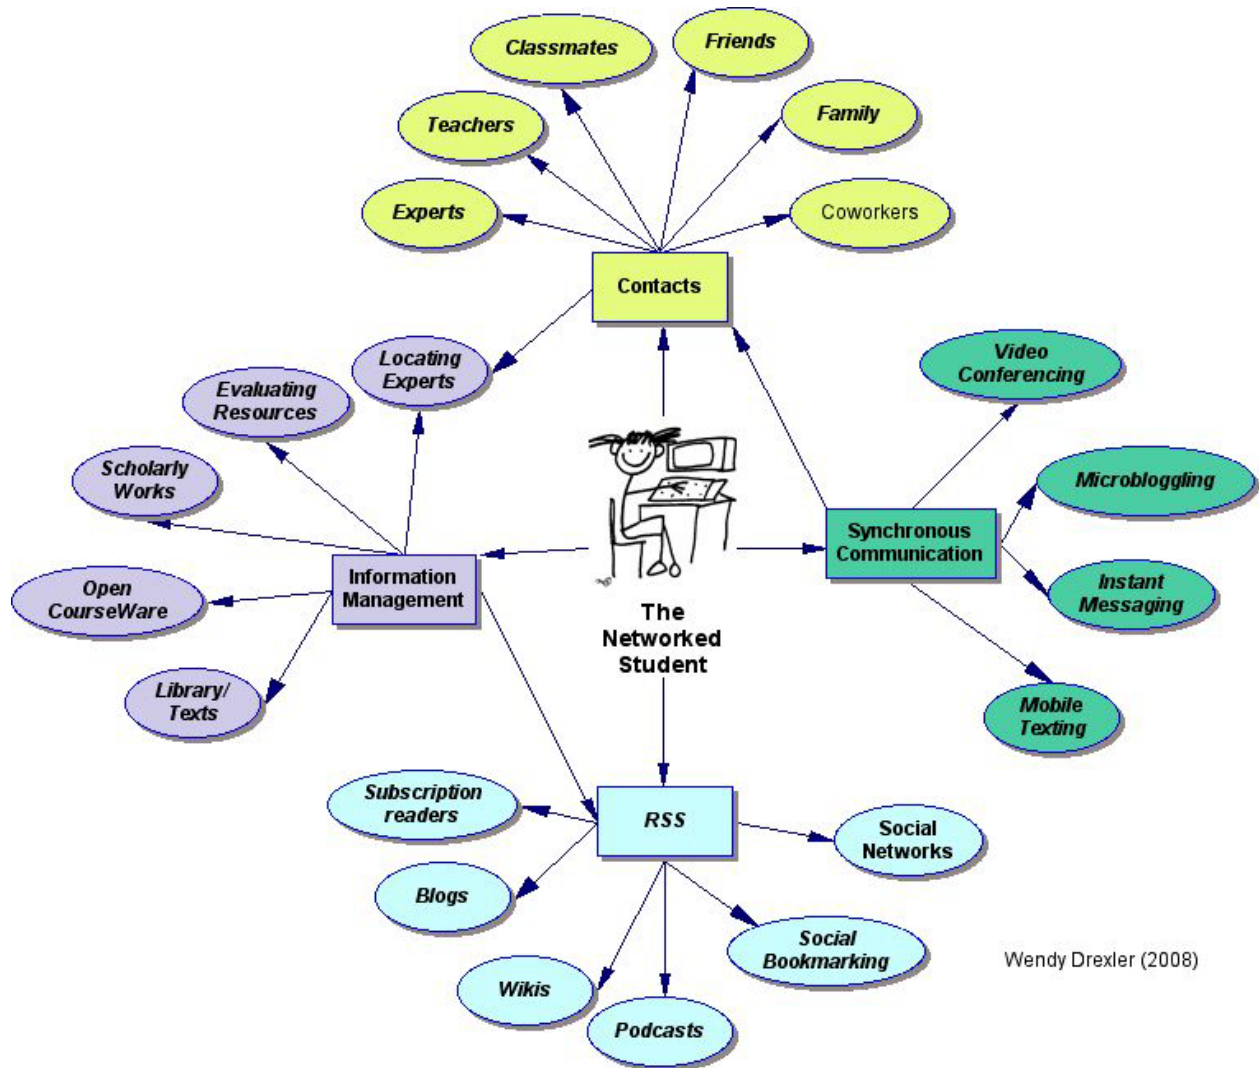 Classmates
Friends
Teachers
Family
Experts
Coworkers
Contacts
Locating
Experts
Video
Conferencing
Evaluating
Resources
Scholarly
Works
Microbloggling
Synchronous
Communication
Open
CourseWare
Information
Management
Instant
Messaging
The
Networked
Student
Library/
Texts
Mobile
Texting
Subscription
readers
RSS
Social
Networks
Blogs
Social
Bookmarking
Wendy Drexler (2008)
Wikis
Podcasts